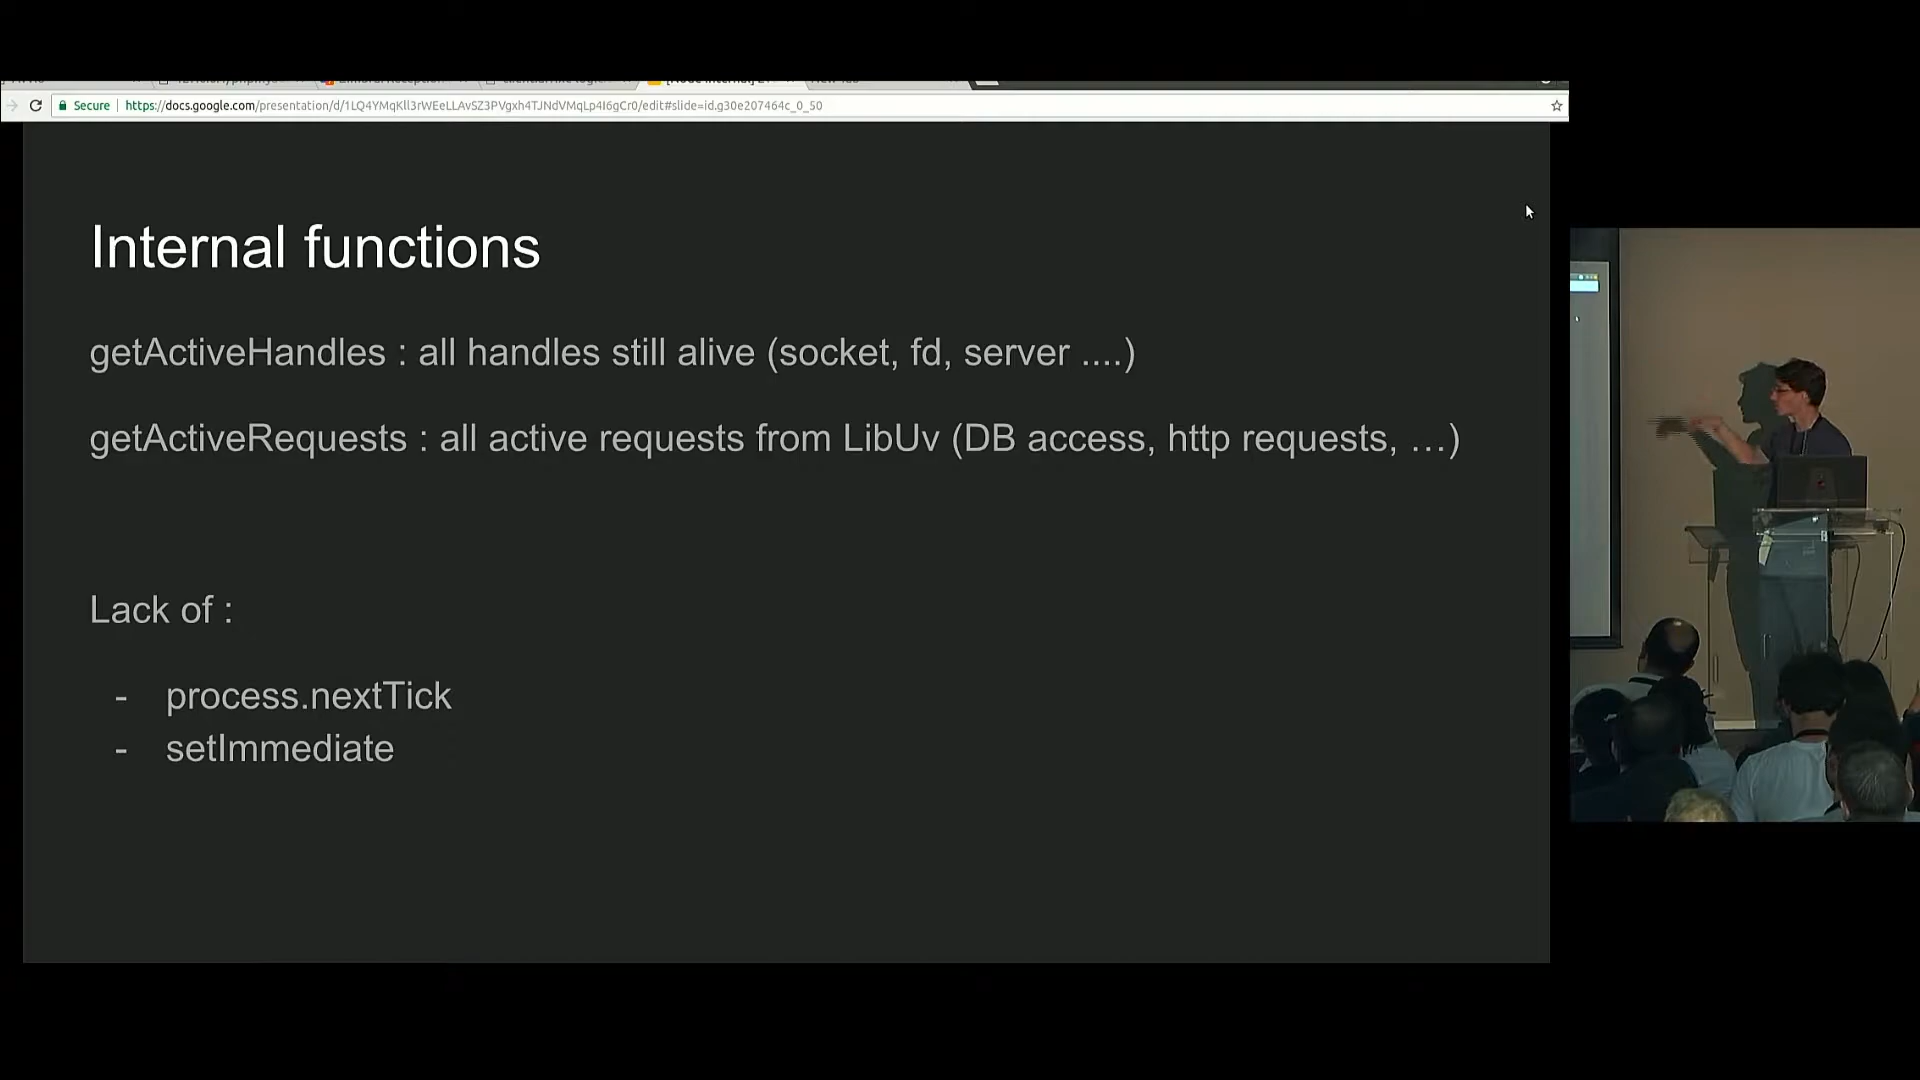 Secure https://docs.google.com/presentation/d/1LQ4YMqKll3rWEeLLAvSZ3PVgxh4TJNdVMqLp4I6gCr0/edit#slide=id.g30e207464c_0_50
Internal functions
getActiveHandles : all handles still alive (socket, fd, server ....)
getActiveRequests : all active requests from LibUv (DB access, http requests, …)
Lack of :
- process.nextTick
- setImmediate